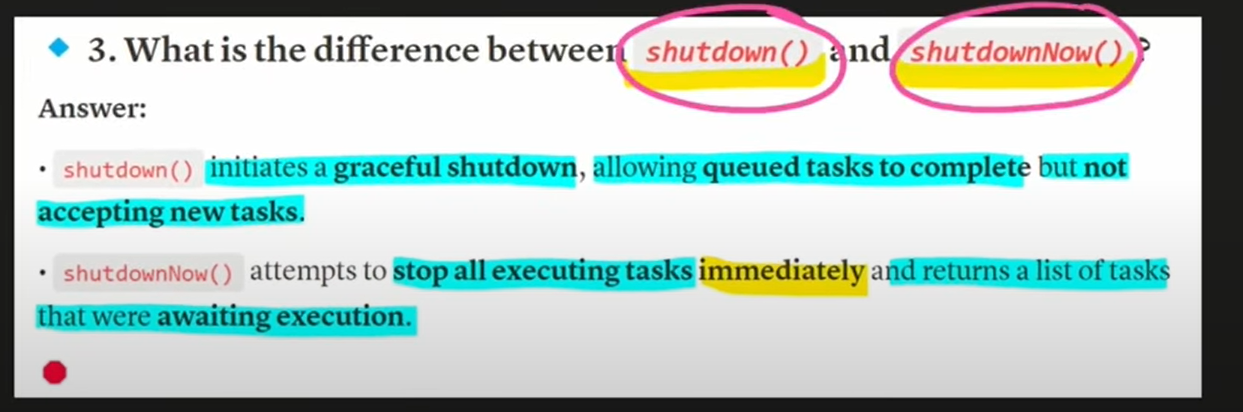 3. What is the difference between shutdown() and shutdownNow()?
Answer:
· shutdown() initiates a graceful shutdown, allowing queued tasks to complete but not
accepting new tasks.
· shutdownNow() attempts to stop all executing tasks immediately and returns a list of tasks
that were awaiting execution.